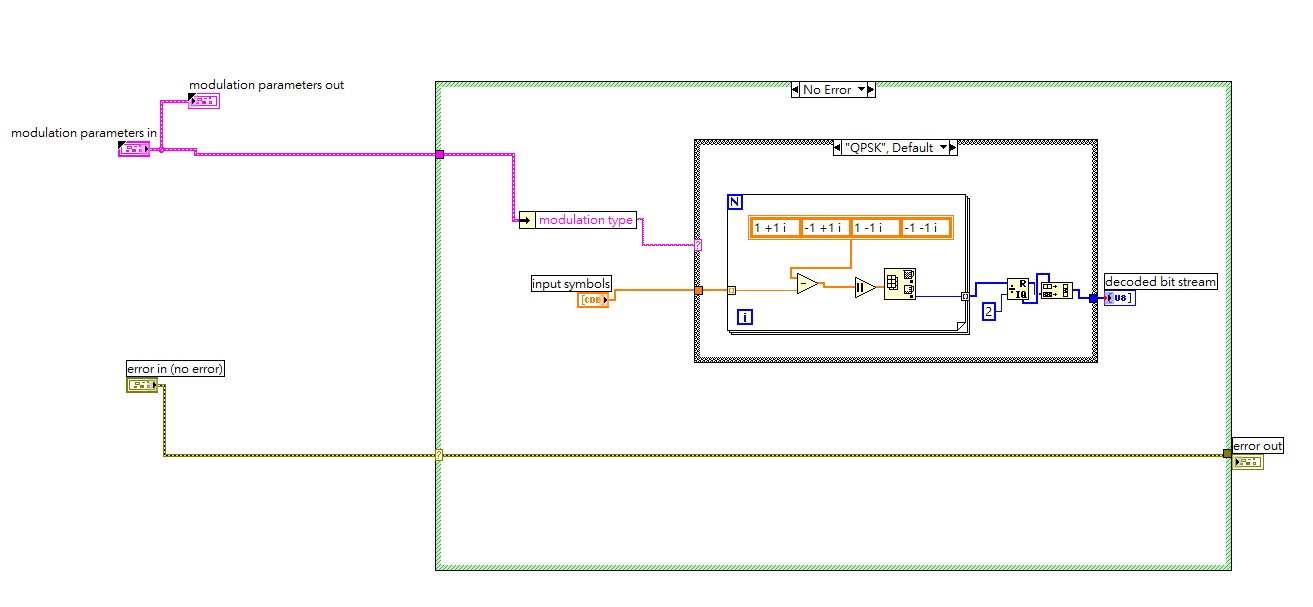 modulation parameters out
modulation parameters in
No Error
"QPSK", Default
N
1 +1 i
-1 +1 i
1 -1 i
-1 -1 i
modulation type
?
input symbols
[CDB]
i
R
IQ
2
decoded bit stream
[U8]
error in (no error)
?
error out